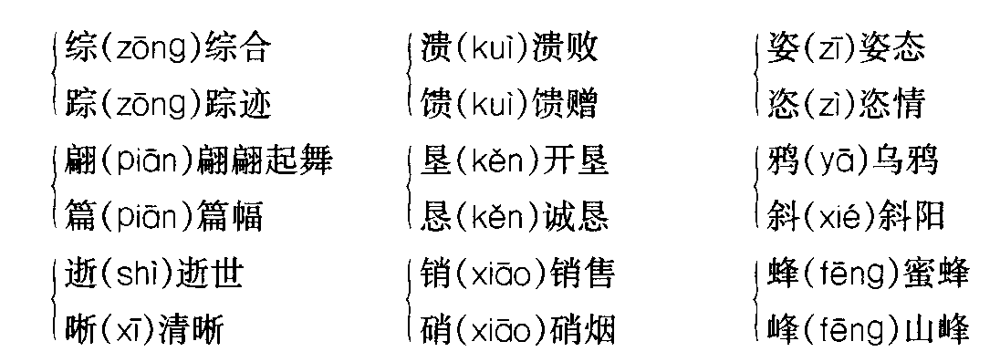 综(zōng)综合 溃(kuì)溃败 姿(zī)姿态
踪(zōng)踪迹 馈(kuì)馈赠 恣(zì)恣情
翩(piān)翩翩起舞 垦(kěn)开垦 鸦(yā)乌鸦
篇(piān)篇幅 恳(kěn)诚恳 斜(xié)斜阳
逝(shì)逝世 销(xiāo)销售 蜂(fēng)蜜蜂
晰(xī)清晰 硝(xiāo)硝烟 峰(fēng)山峰